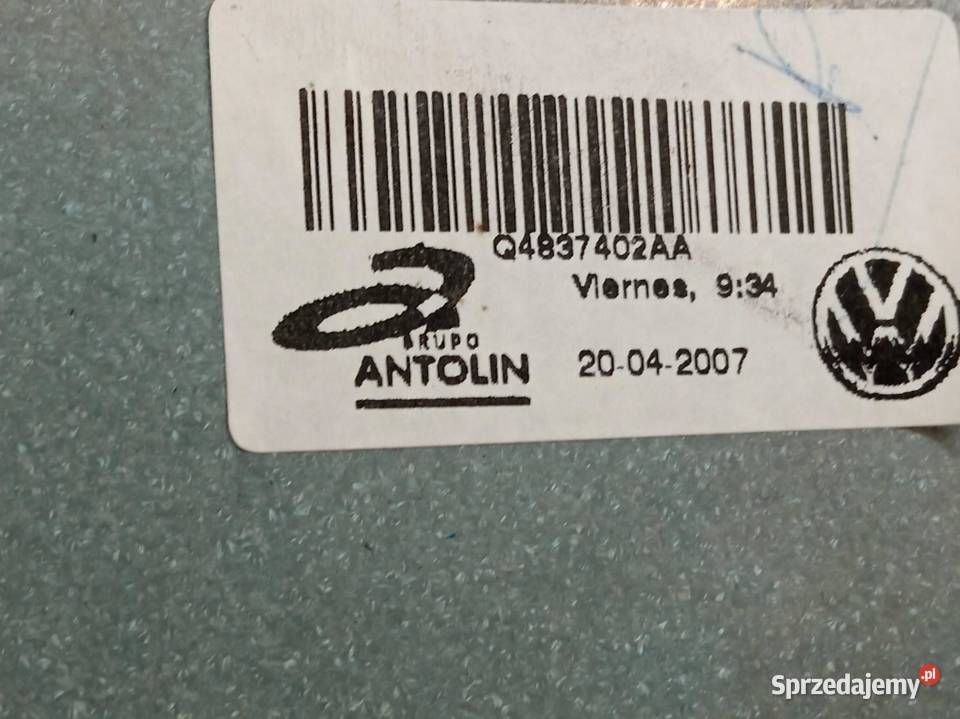 Q4837402AA
Viernes, 9:34
GRUPO
ANTOLIN
20-04-2007
Sprzedajemy.pl